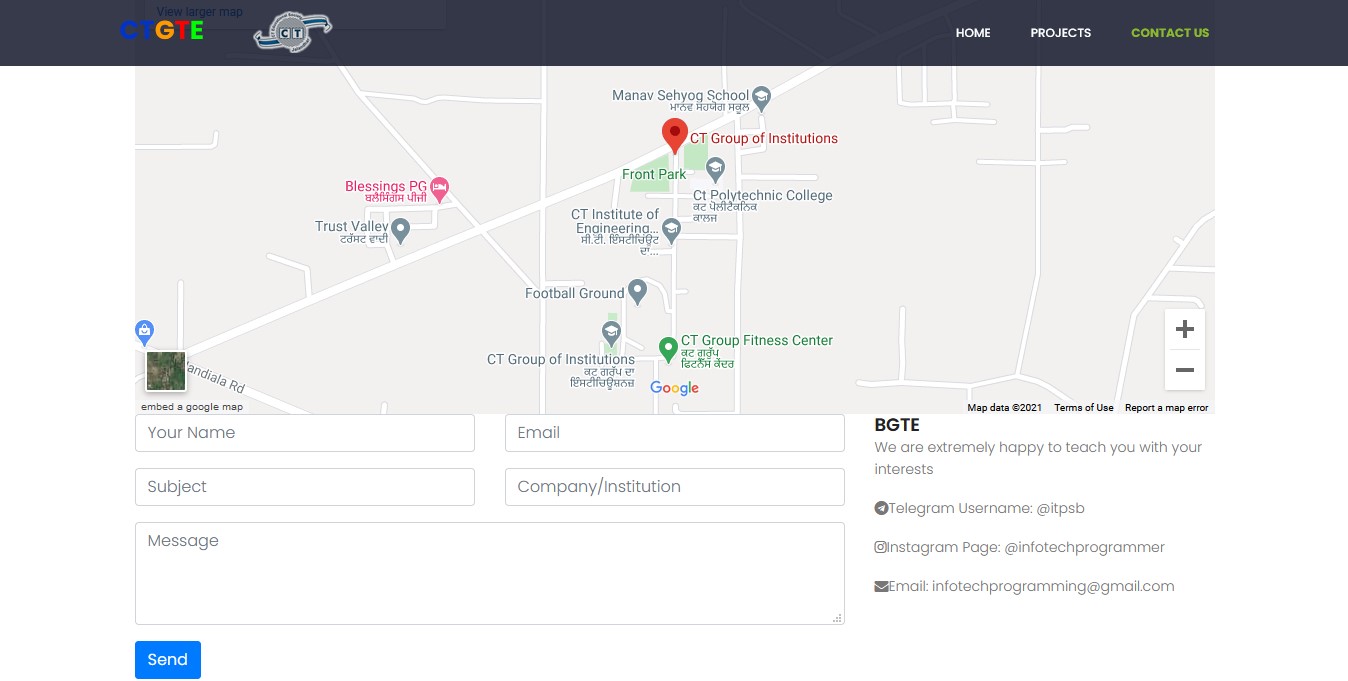 View larger map
CTGTE
CT
HOME
PROJECTS
CONTACT US
Manav Sehyog School
ਮਾਨਵ ਸਹਯੋਗ ਸਕੂਲ
CT Group of Institutions
Front Park
Ct Polytechnic College
ਕਟ ਪੋਲੀਟੈਕਨਿਕ
ਕਾਲਜ
Blessings PG
ਬਲੈਸਿੰਗਸ ਪੀਜੀ
Trust Valley
ਟਰੱਸਟ ਵਾਦੀ
CT Institute of
Engineering...
ਸੀ.ਟੀ. ਇੰਸਟੀਚਿਊਟ
ਦਾ...
Football Ground
CT Group of Institutions
ਕਟ ਗਰੁੱਪ ਦਾ
ਇੰਸਟੀਚਿਊਸ਼ਨਜ਼
CT Group Fitness Center
ਕਟ ਗਰੁੱਪ
ਫਿਟਨੈੱਸ ਕੇਂਦਰ
andiala Rd
Google
embed a google map
Map data ©2021
Terms of Use
Report a map error
Your Name
Email
Subject
Company/Institution
Message
Send
BGTE
We are extremely happy to teach you with your
interests
Telegram Username: @itpsb
Instagram Page: @infotechprogrammer
Email: infotechprogramming@gmail.com